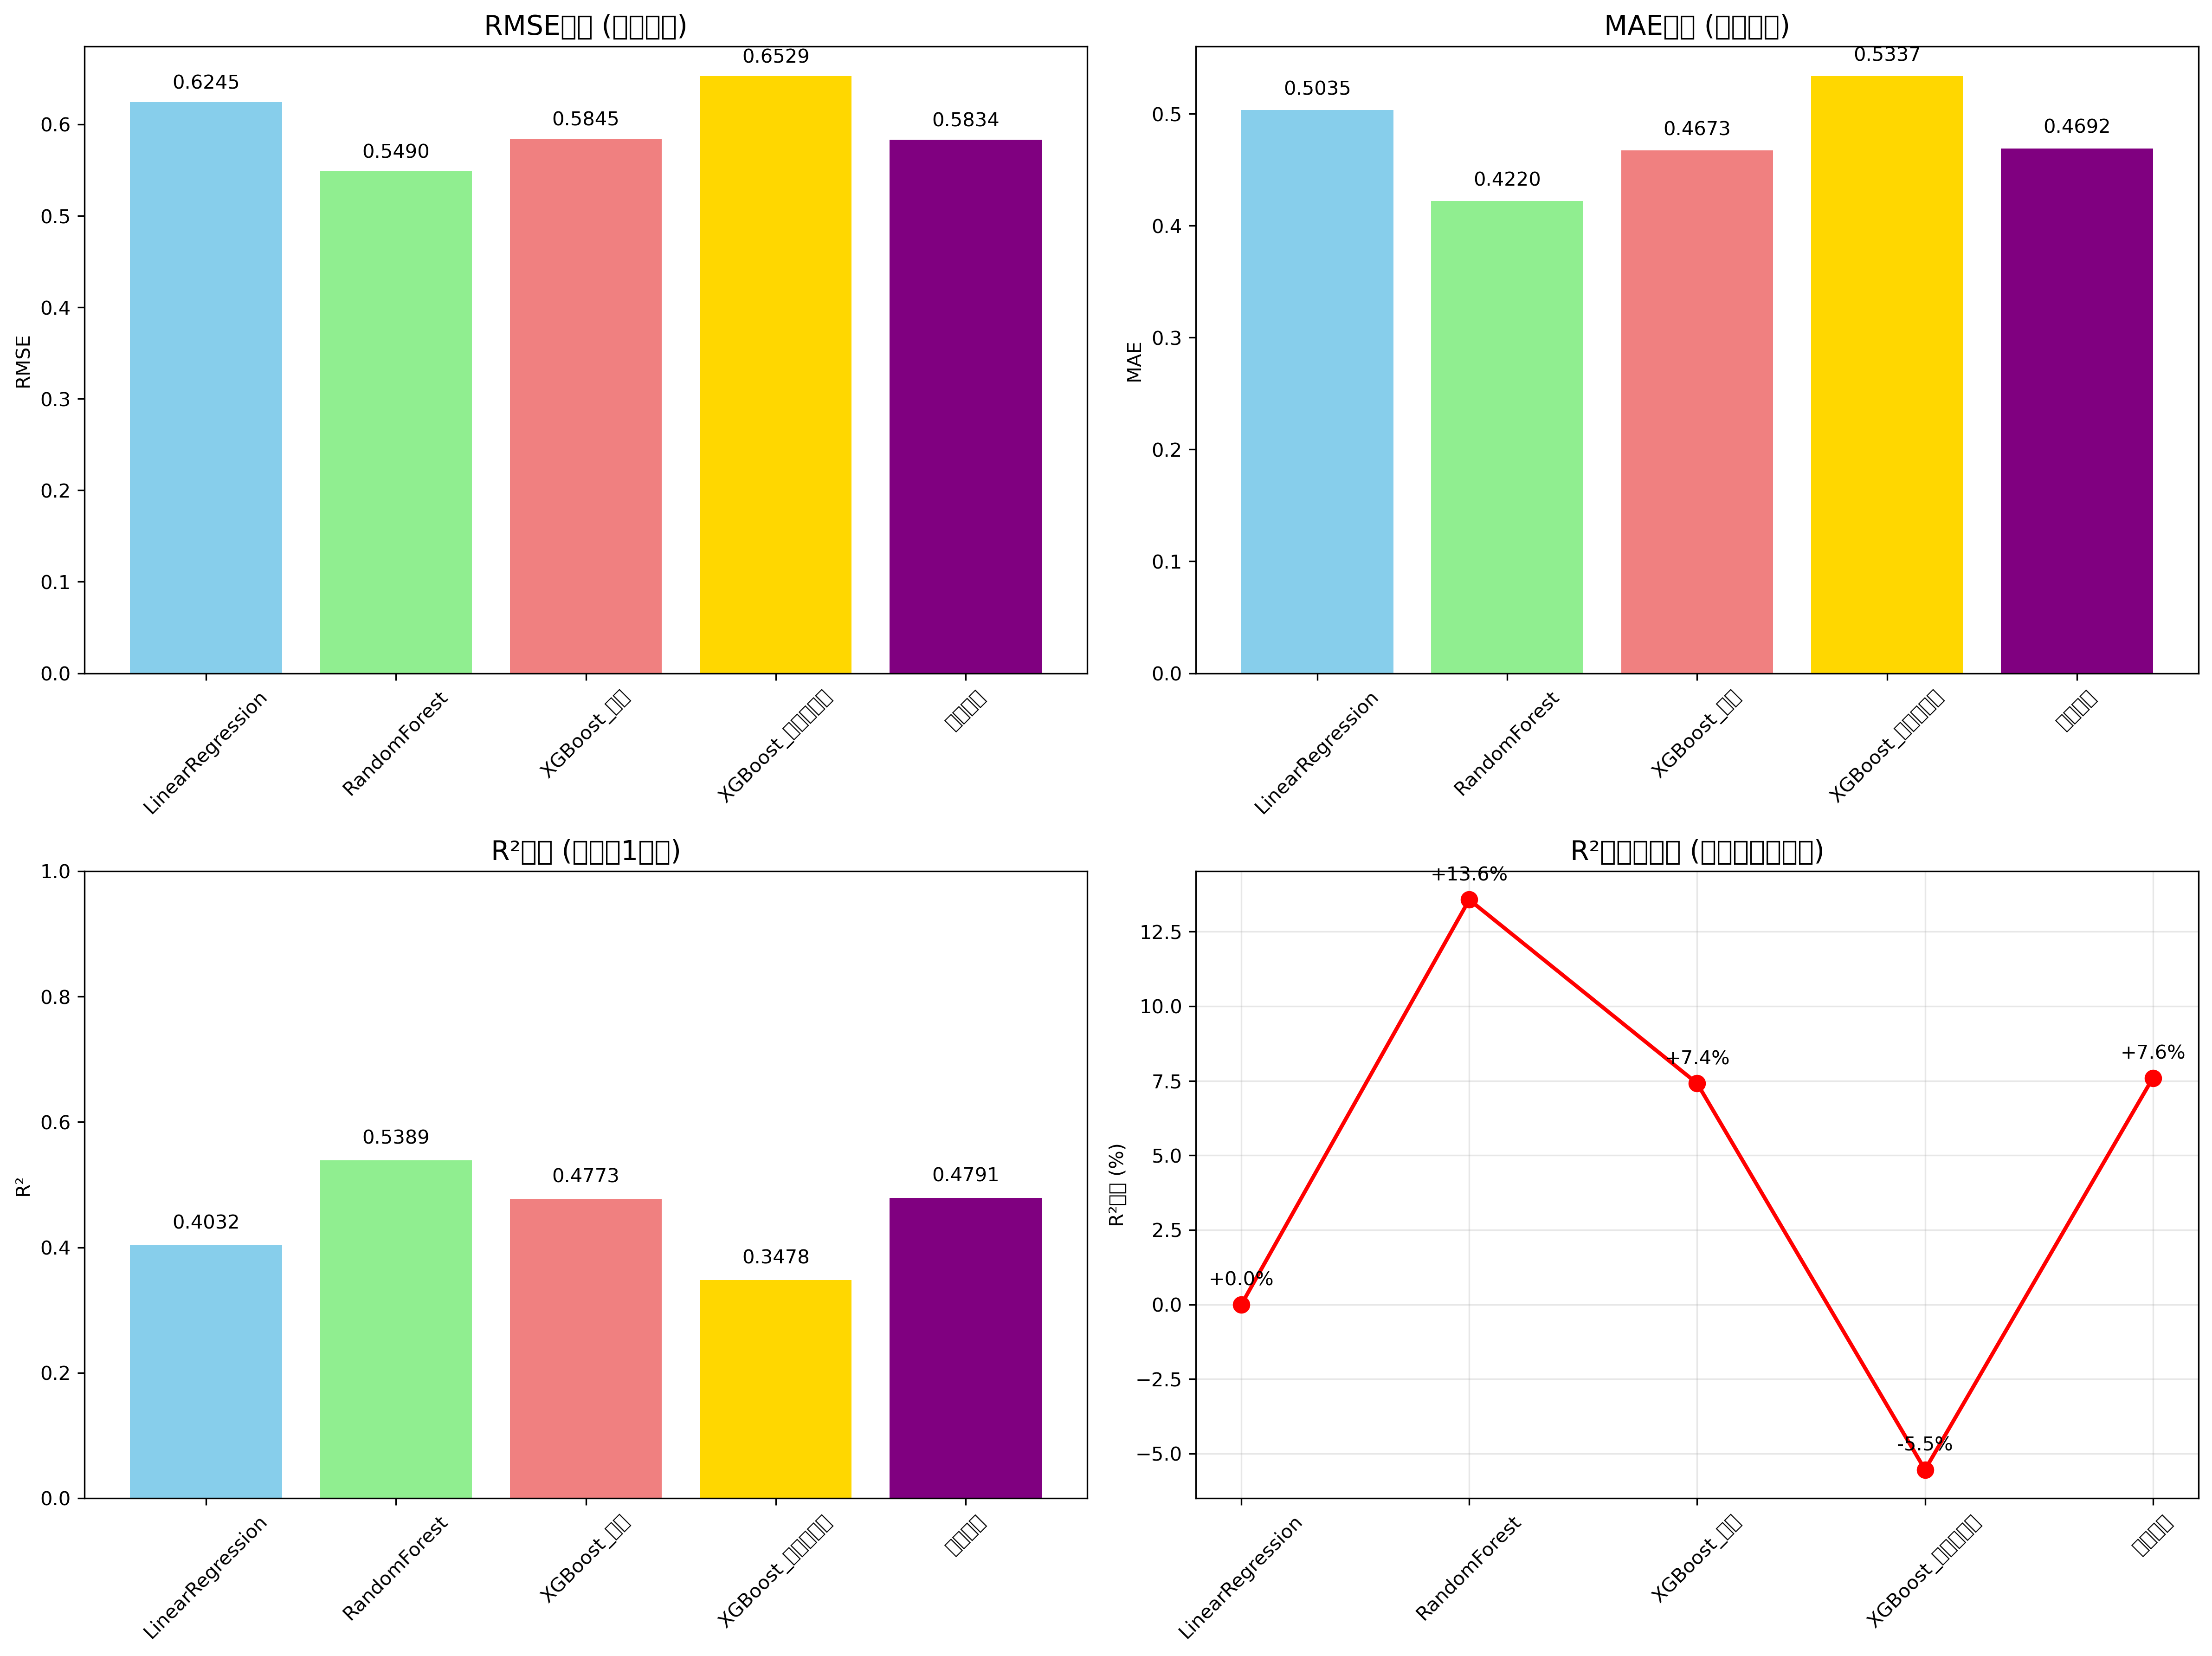 RMSE□□ (□□□□)
0.6245
0.5490
0.5845
0.6529
0.5834
0.6
0.5
0.4
0.3
0.2
0.1
0.0
RMSE
LinearRegression
RandomForest
XGBoost_□□
XGBoost_□□□□□
□□□□
MAE□□ (□□□□)
0.5035
0.4220
0.4673
0.5337
0.4692
0.5
0.4
0.3
0.2
0.1
0.0
MAE
LinearRegression
RandomForest
XGBoost_□□
XGBoost_□□□□□
□□□□
R²□□ (□□□1□□)
0.4032
0.5389
0.4773
0.3478
0.4791
1.0
0.8
0.6
0.4
0.2
0.0
R²
LinearRegression
RandomForest
XGBoost_□□
XGBoost_□□□□□
□□□□
R²□□□□□ (□□□□□□□)
+0.0%
+13.6%
+7.4%
-5.5%
+7.6%
12.5
10.0
7.5
5.0
2.5
0.0
−2.5
−5.0
R²□□ (%)
LinearRegression
RandomForest
XGBoost_□□
XGBoost_□□□□□
□□□□